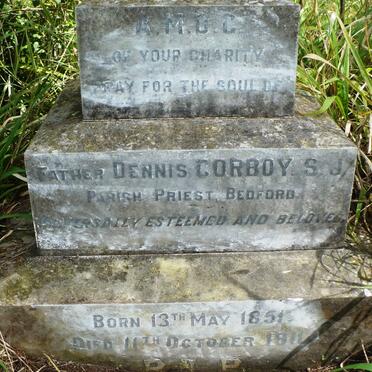 A.M.D.G.
OF YOUR CHARITY
PRAY FOR THE SOUL OF
FATHER DENNIS CORBOY. S.J.
PARISH PRIEST, BEDFORD.
UNIVERSALLY ESTEEMED AND BELOVED
BORN 13TH MAY 1851.
DIED 11TH OCTOBER
R.I.P.